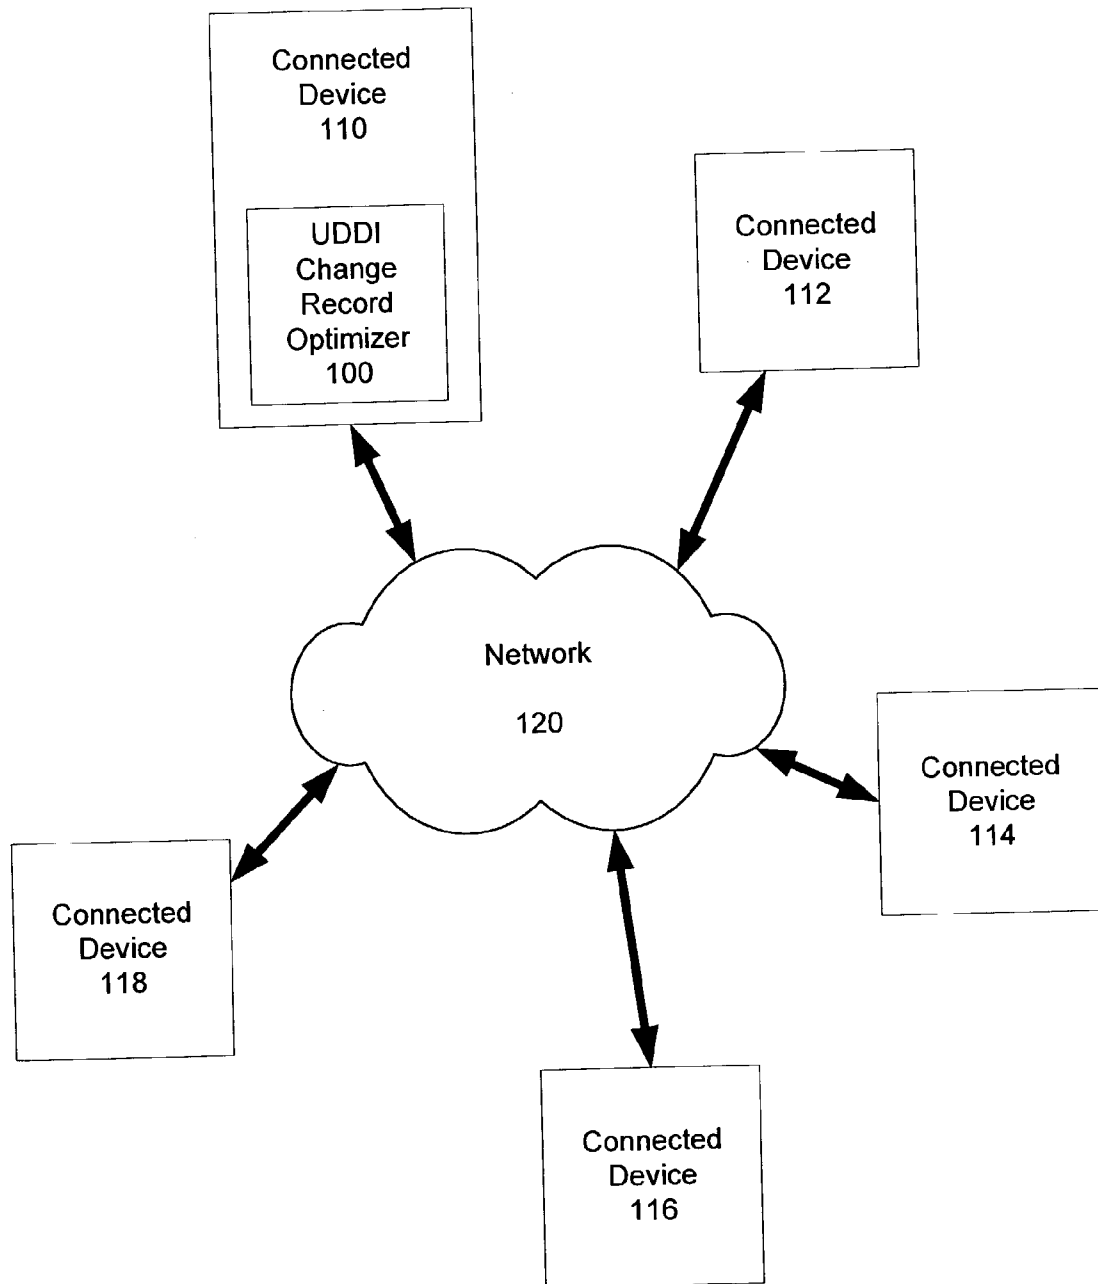 Connected
Device
110
UDDI
Change
Record
Optimizer
100
Connected
Device
112
Network
120
Connected
Device
114
Connected
Device
118
Connected
Device
116